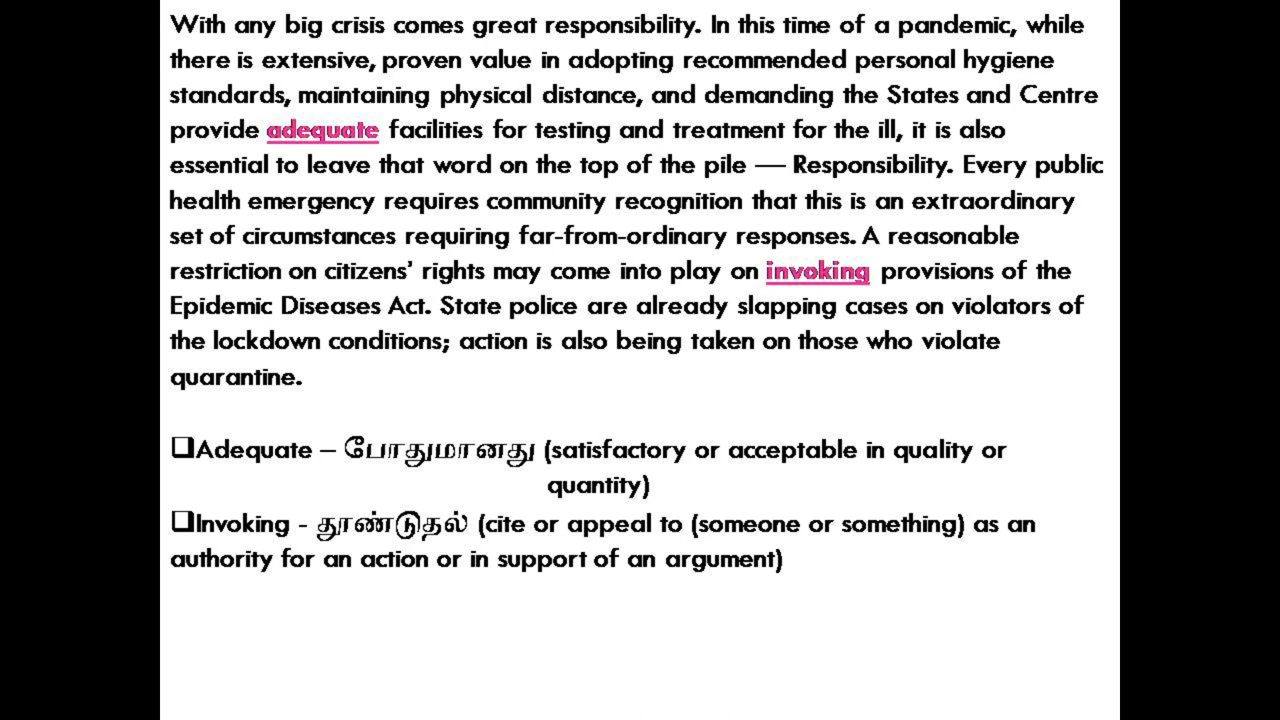 With any big crisis comes great responsibility. In this time of a pandemic, while
there is extensive, proven value in adopting recommended personal hygiene
standards, maintaining physical distance, and demanding the States and Centre
provide adequate facilities for testing and treatment for the ill, it is also
essential to leave that word on the top of the pile — Responsibility. Every public
health emergency requires community recognition that this is an extraordinary
set of circumstances requiring far-from-ordinary responses. A reasonable
restriction on citizens’ rights may come into play on invoking provisions of the
Epidemic Diseases Act. State police are already slapping cases on violators of
the lockdown conditions; action is also being taken on those who violate
quarantine.
❑Adequate – போதுமானது (satisfactory or acceptable in quality or
quantity)
❑Invoking - தூண்டுதல் (cite or appeal to (someone or something) as an
authority for an action or in support of an argument)